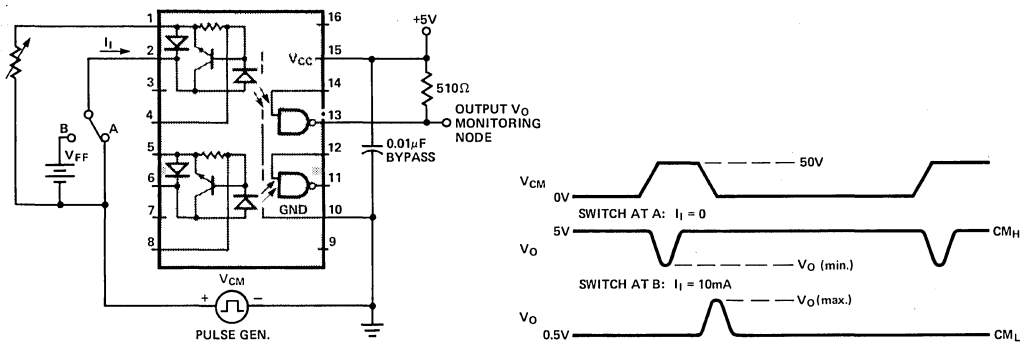 1
2
3
4
5
6
7
8
16
15
14
13
12
11
10
9
I_I
V_CC
GND
B
A
V_FF
+5V
510Ω
OUTPUT V_O
MONITORING
NODE
0.01μF
BYPASS
V_CM
+ −
PULSE GEN.
V_CM
50V
0V
SWITCH AT A: I_I = 0
5V
CM_H
V_O
V_O (min.)
SWITCH AT B: I_I = 10mA
V_O (max.)
V_O
0.5V
CM_L